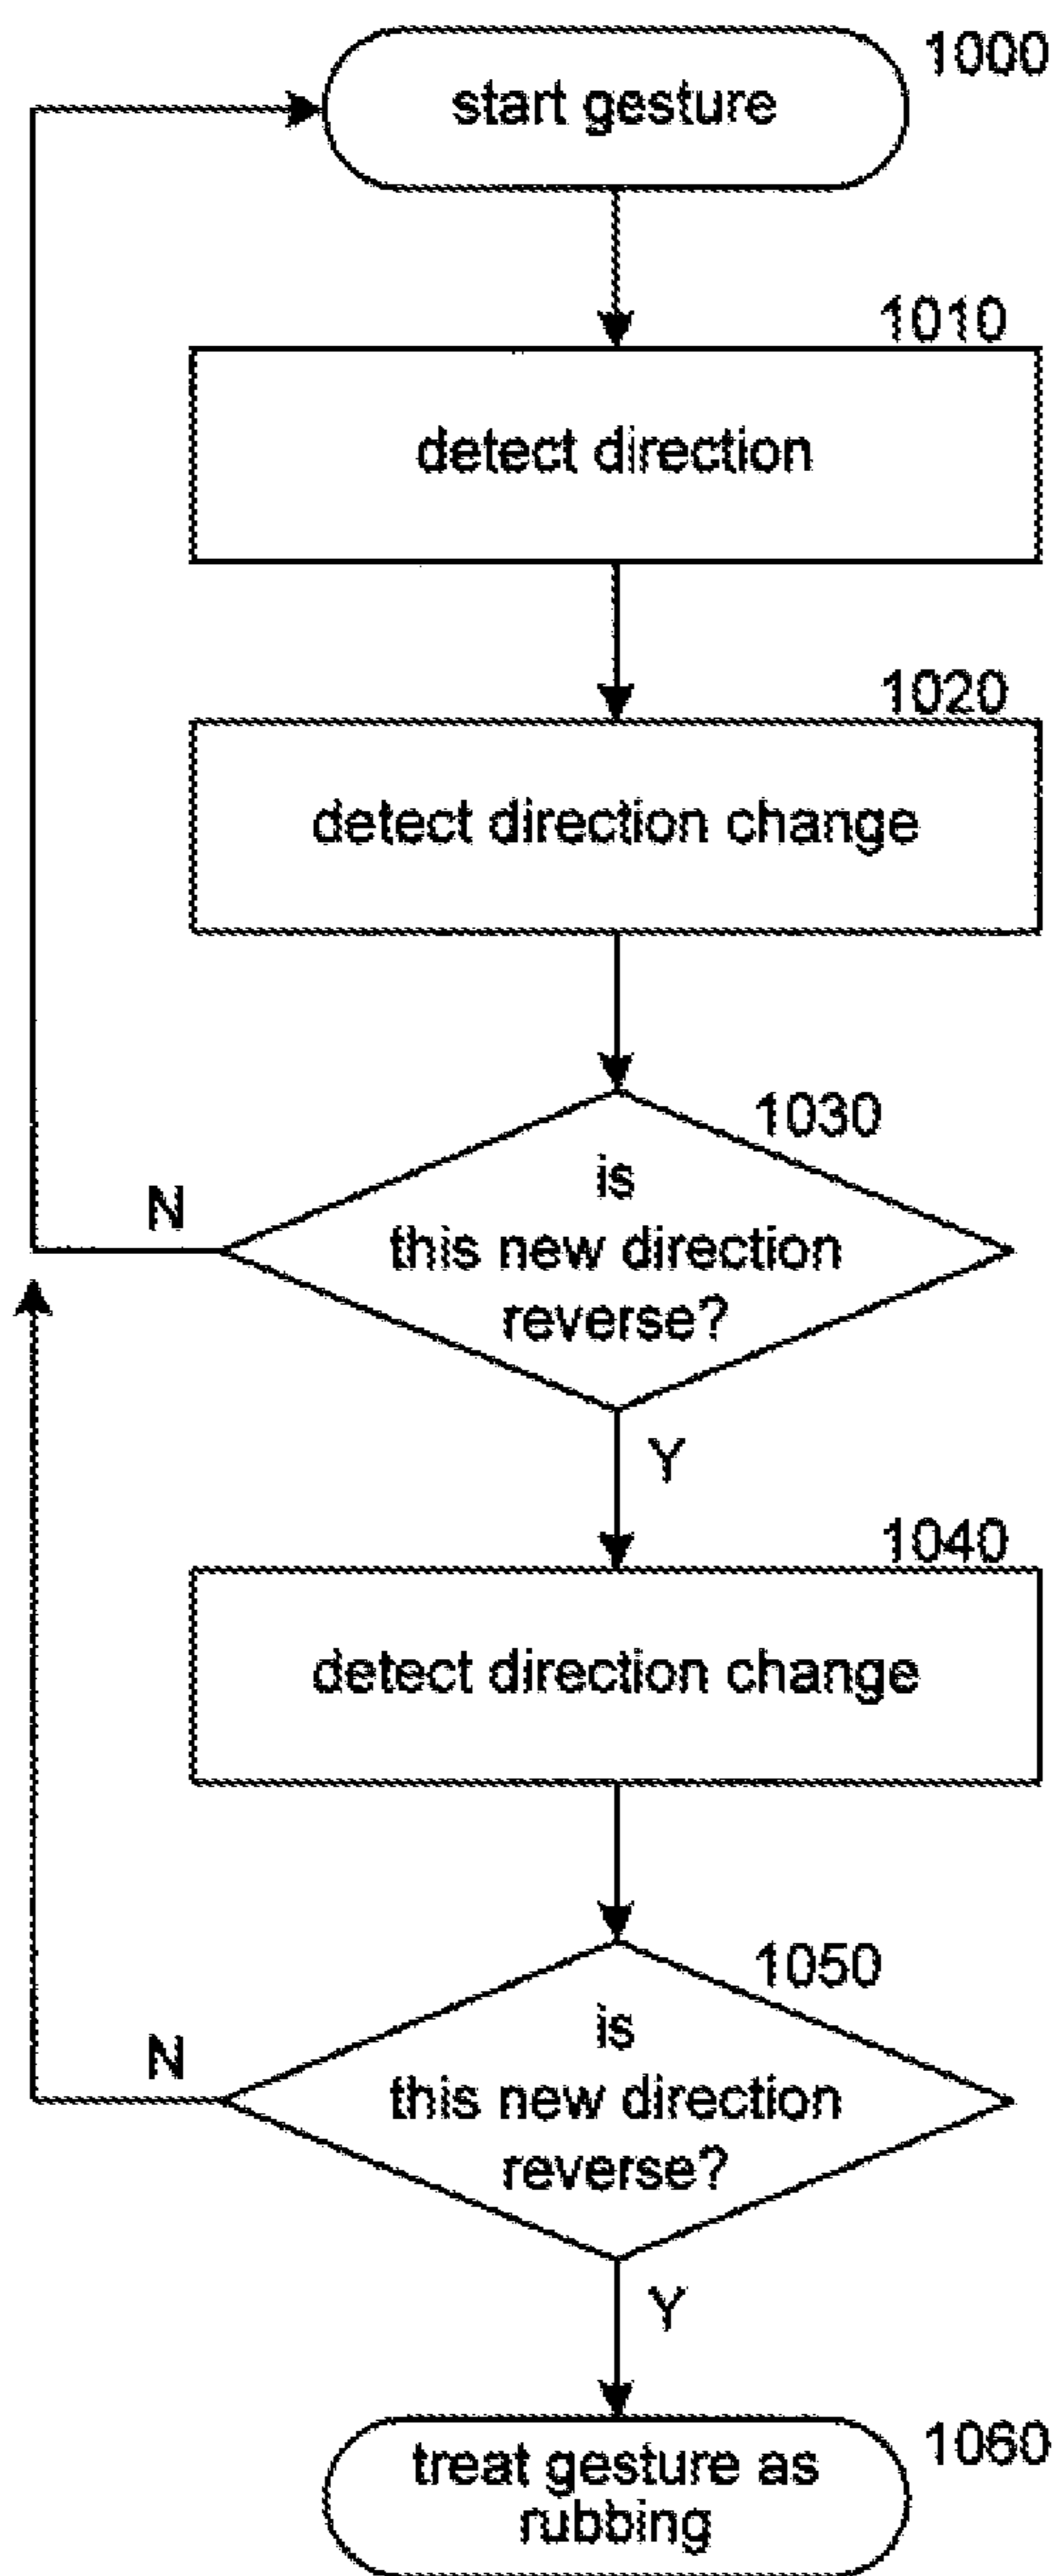 1000
start gesture
1010
detect direction
1020
detect direction change
1030
is
this new direction
reverse?
N
Y
1040
detect direction change
1050
is
this new direction
reverse?
N
Y
1060
treat gesture as
rubbing